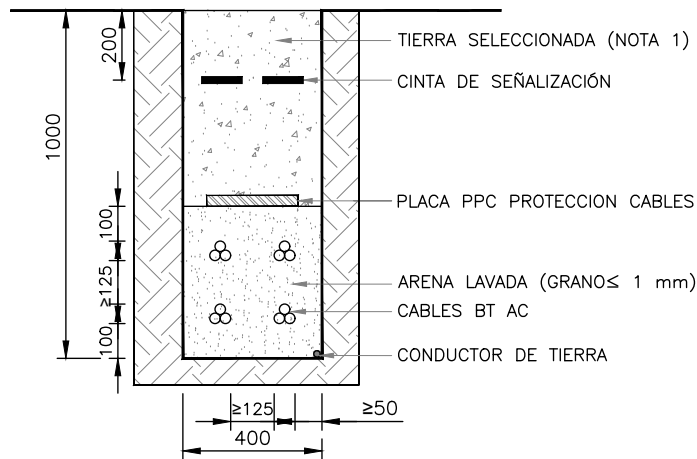 200
TIERRA SELECCIONADA (NOTA 1)
CINTA DE SEÑALIZACIÓN
1000
PLACA PPC PROTECCION CABLES
100
≥125
ARENA LAVADA (GRANO≤ 1 mm)
CABLES BT AC
100
CONDUCTOR DE TIERRA
≥125
≥50
400